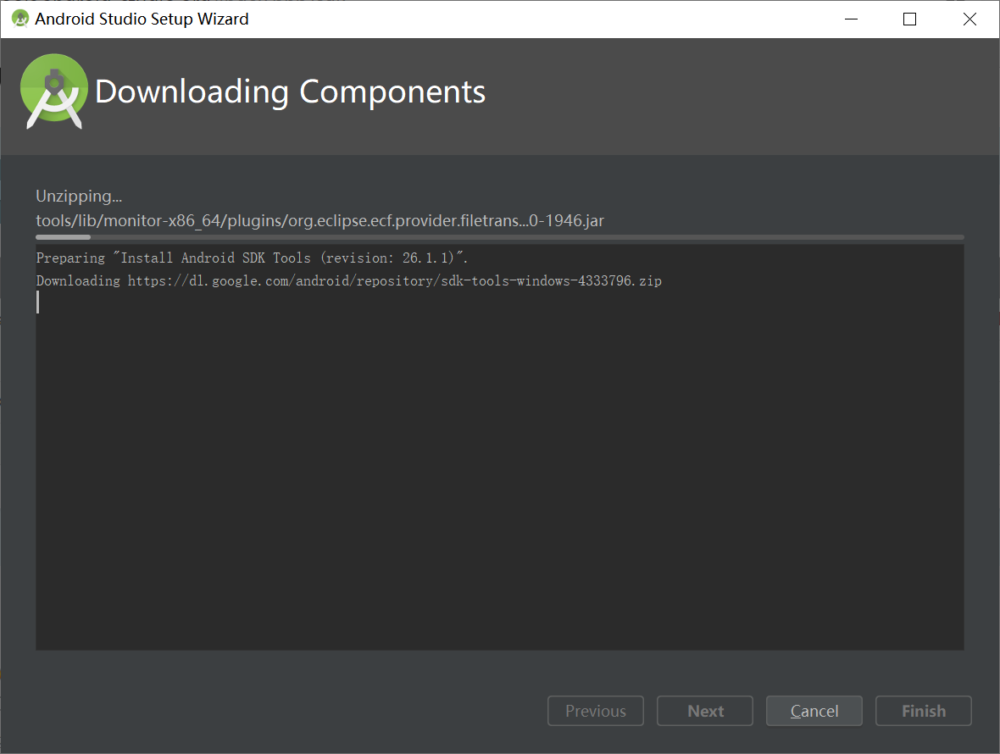 Android Studio Setup Wizard
Downloading Components
Unzipping...
tools/lib/monitor-x86_64/plugins/org.eclipse.ecf.provider.filetrans...0-1946.jar
Preparing "Install Android SDK Tools (revision: 26.1.1)".
Downloading https://dl.google.com/android/repository/sdk-tools-windows-4333796.zip
Previous Next Cancel Finish